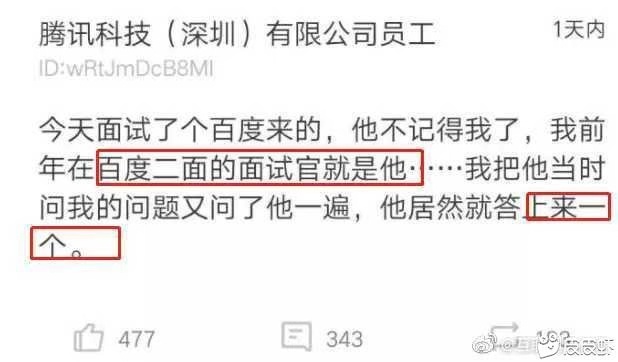 腾讯科技（深圳）有限公司员工
1天内
ID:wRtJmDcB8MI
今天面试了个百度来的，他不记得我了，我前
年在百度二面的面试官就是他……我把他当时
问我的问题又问了他一遍，他居然就答上来一
个。
477
343
皮皮虾